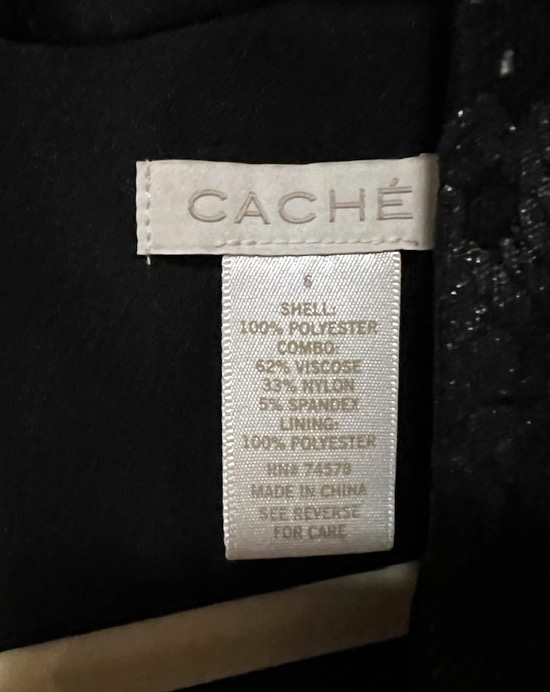 CACHÉ
6
SHELL:
100% POLYESTER
COMBO:
62% VISCOSE
33% NYLON
5% SPANDEX
LINING:
100% POLYESTER
RN# 74578
MADE IN CHINA
SEE REVERSE
FOR CARE